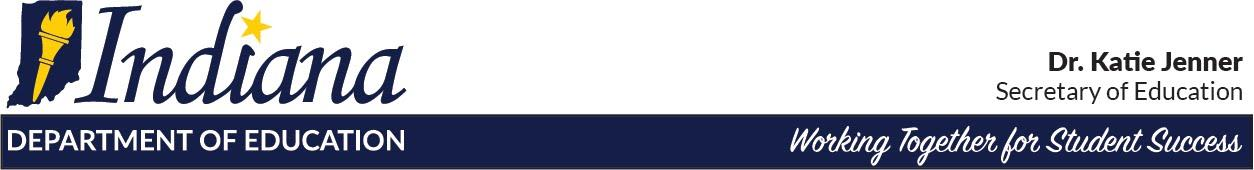 Indiana
DEPARTMENT OF EDUCATION
Dr. Katie Jenner
Secretary of Education
Working Together for Student Success